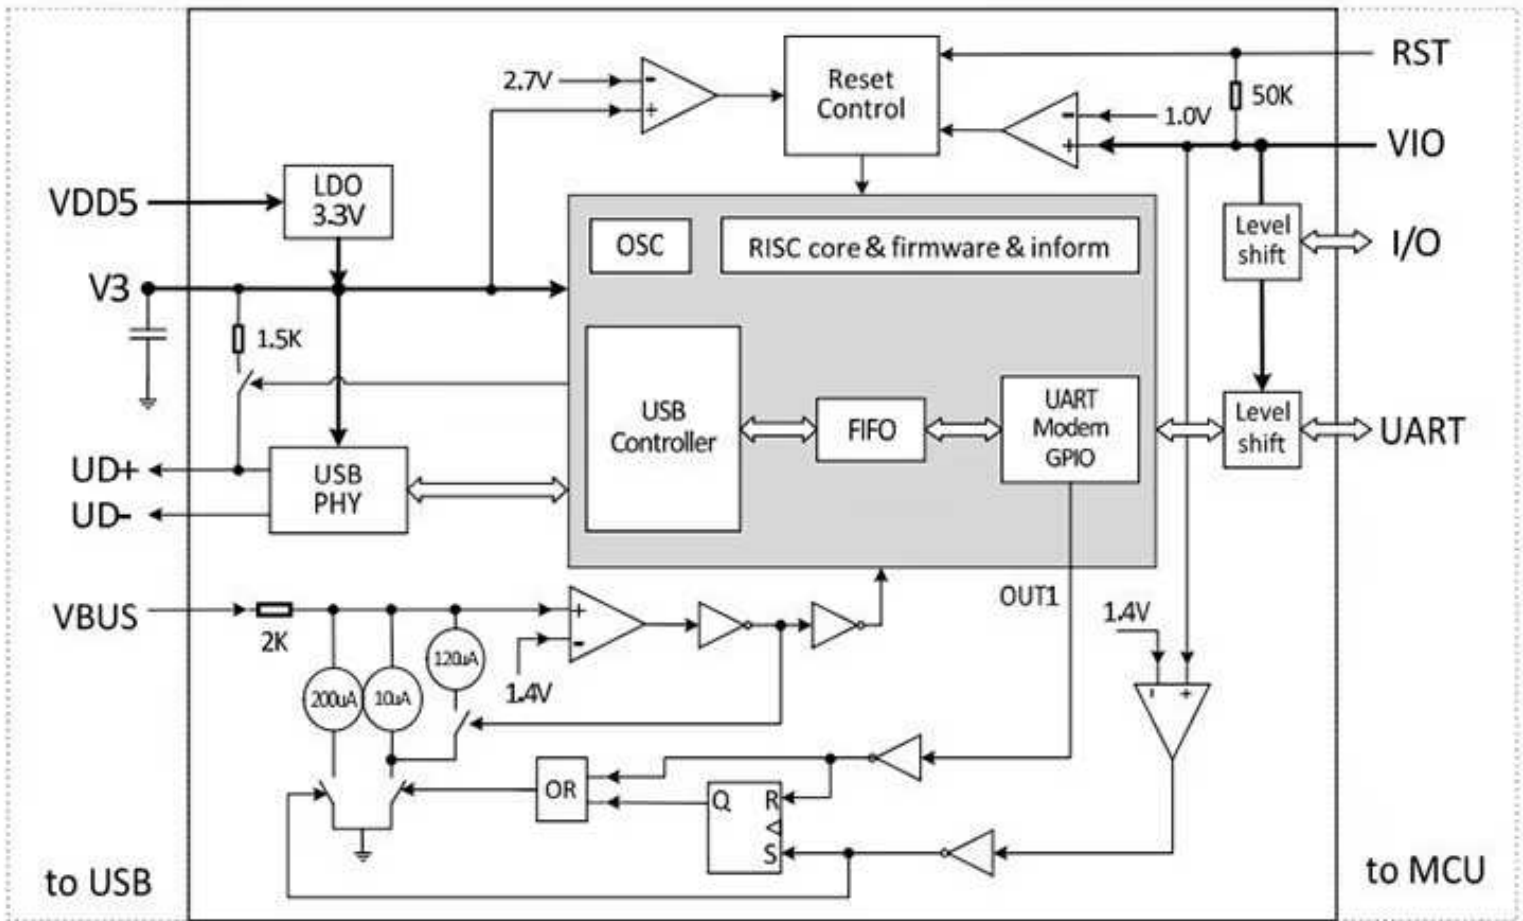 RST
2.7V
-
+
Reset
Control
50K
-
1.0V
+
VIO
VDD5
LDO
3.3V
OSC
RISC core & firmware & inform
Level
shift
I/O
V3
1.5K
USB
Controller
FIFO
UART
Modem
GPIO
Level
shift
UART
UD+
UD-
USB
PHY
VBUS
2K
+
-
120uA
1.4V
200uA
10uA
OUT1
1.4V
-
+
OR
Q
R
S
to USB
to MCU